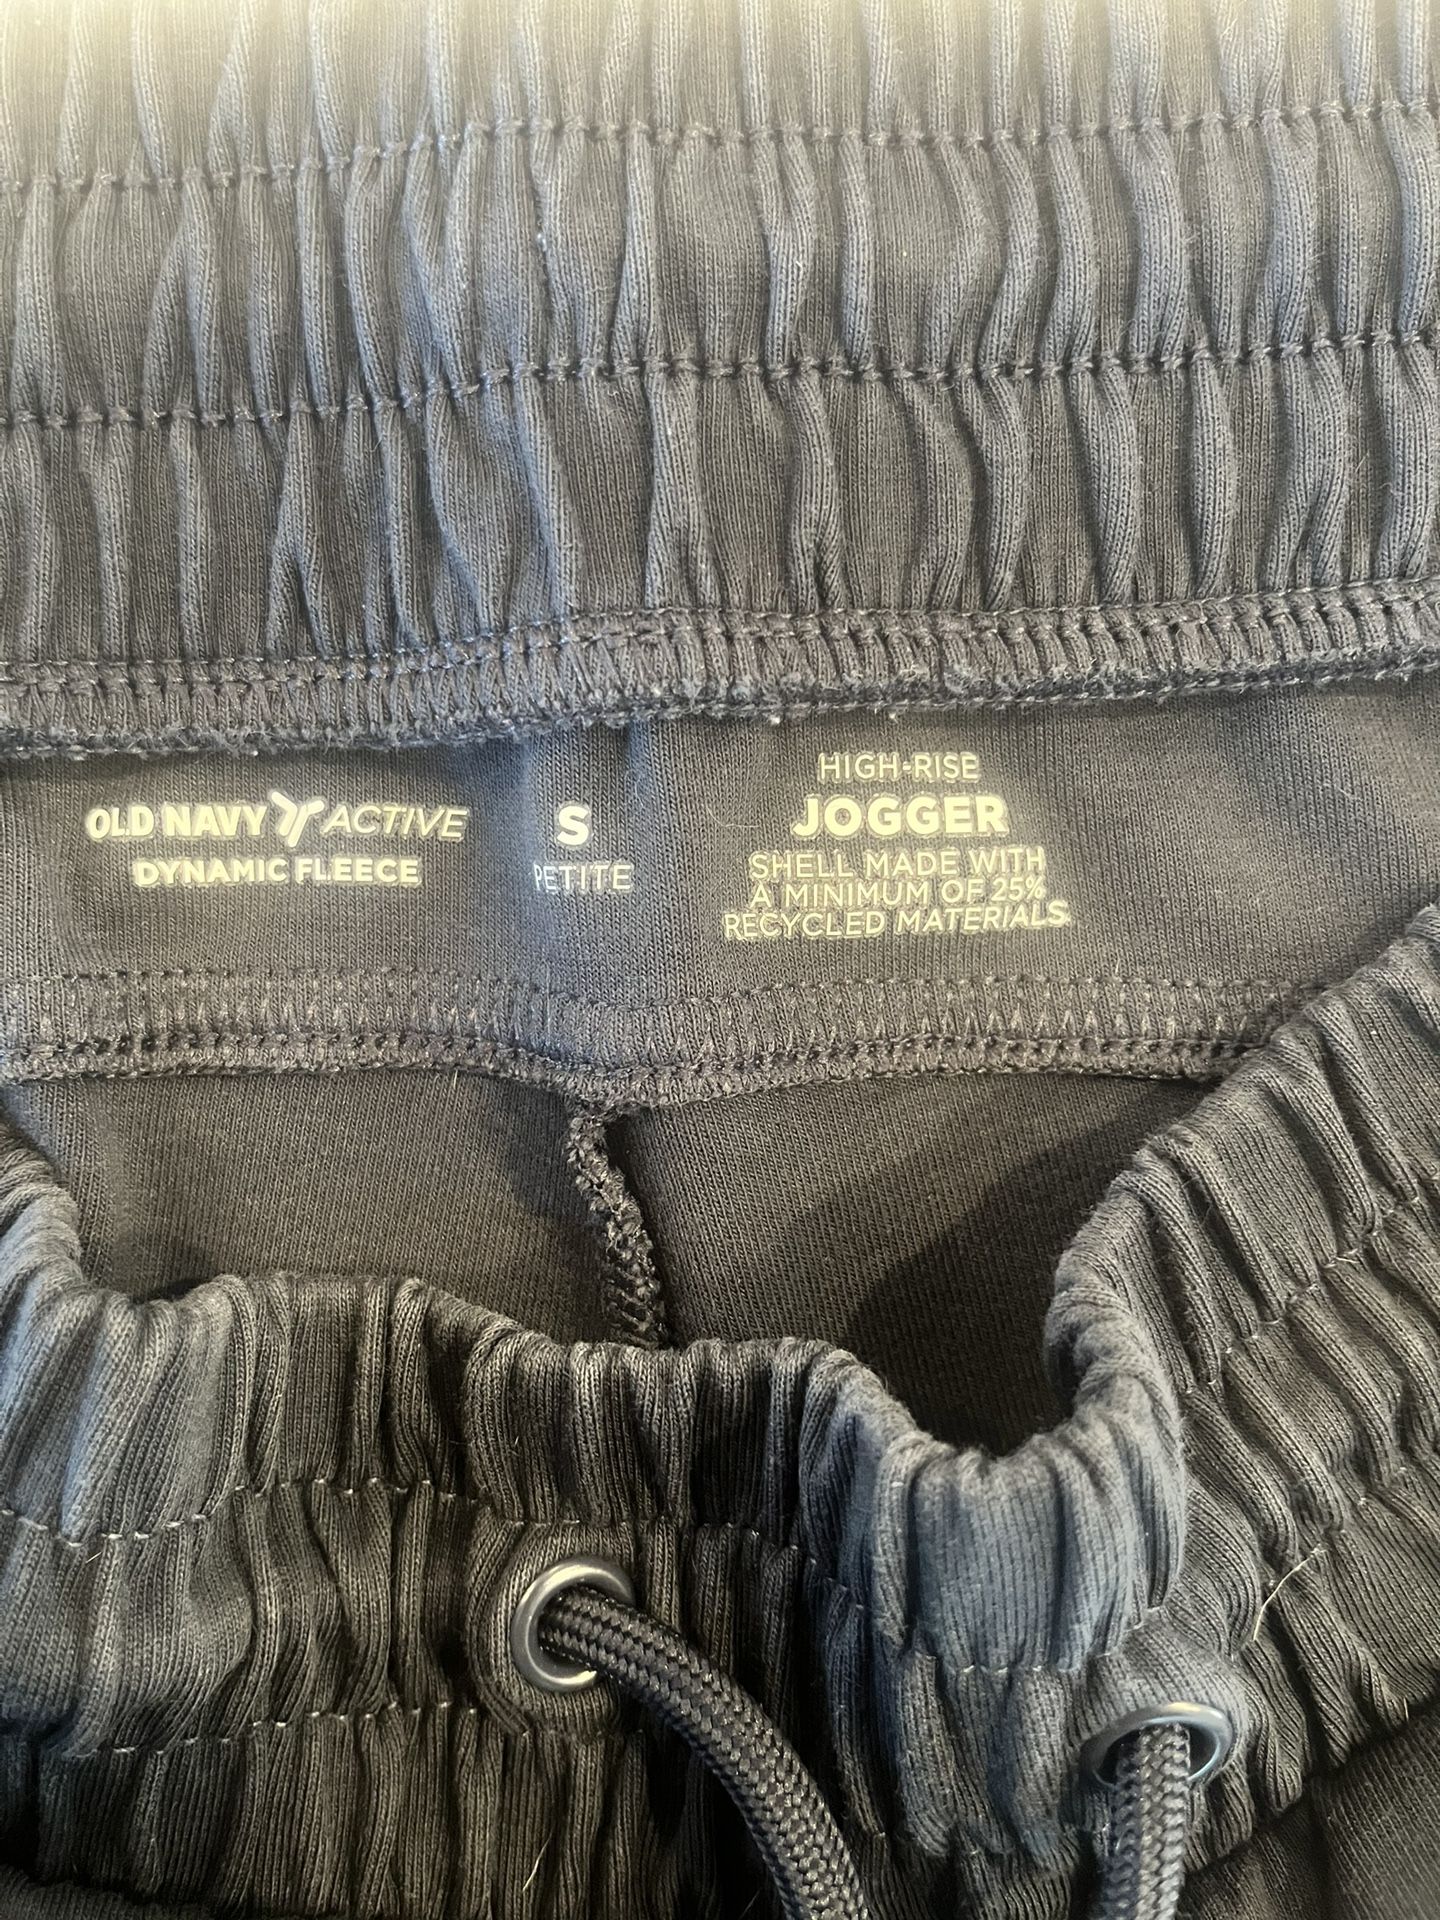 OLD NAVY ACTIVE
DYNAMIC FLEECE
S
PETITE
HIGH-RISE
JOGGER
SHELL MADE WITH
A MINIMUM OF 25%
RECYCLED MATERIALS